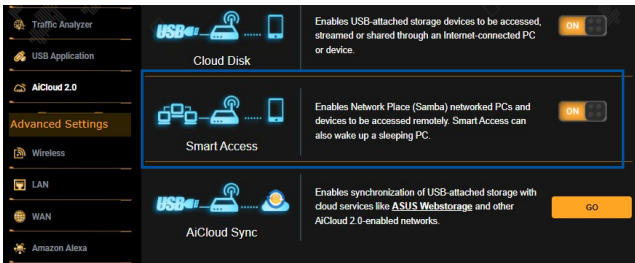 Traffic Analyzer
USB Application
AiCloud 2.0
Advanced Settings
Wireless
LAN
WAN
Amazon Alexa
USB
Cloud Disk
Enables USB-attached storage devices to be accessed,
streamed or shared through an Internet-connected PC
or device.
ON
Smart Access
Enables Network Place (Samba) networked PCs and
devices to be accessed remotely. Smart Access can
also wake up a sleeping PC.
ON
USB
AiCloud Sync
Enables synchronization of USB-attached storage with
cloud services like ASUS Webstorage and other
AiCloud 2.0-enabled networks.
GO